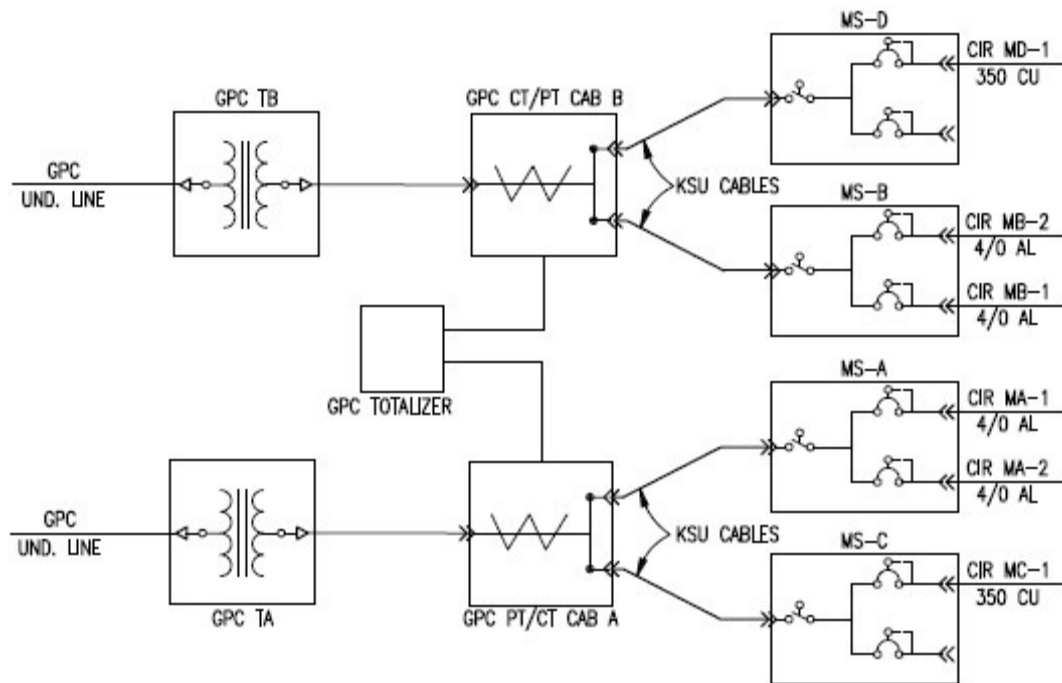 MS-D
CIR MD-1
350 CU
GPC TB
GPC CT/PT CAB B
GPC
UND. LINE
KSU CABLES
MS-B
CIR MB-2
4/0 AL
CIR MB-1
4/0 AL
GPC TOTALIZER
MS-A
CIR MA-1
4/0 AL
CIR MA-2
4/0 AL
GPC
UND. LINE
KSU CABLES
MS-C
CIR MC-1
350 CU
GPC TA
GPC PT/CT CAB A